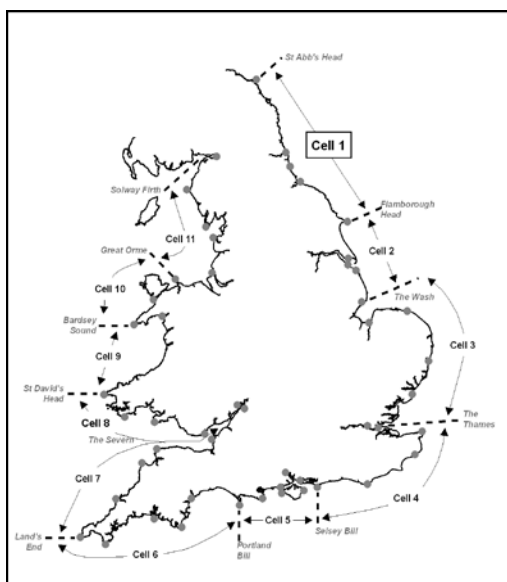 St Abb's Head
Cell 1
Solway Firth
Flamborough
Head
Great Orme
Cell 11
Cell 2
Cell 10
The Wash
Bardsey
Sound
Cell 3
Cell 9
St David's
Head
Cell 8
The
Thames
The Severn
Cell 7
Cell 4
Cell 5
Land's
End
Cell 6
Selsey Bill
Portland
Bill